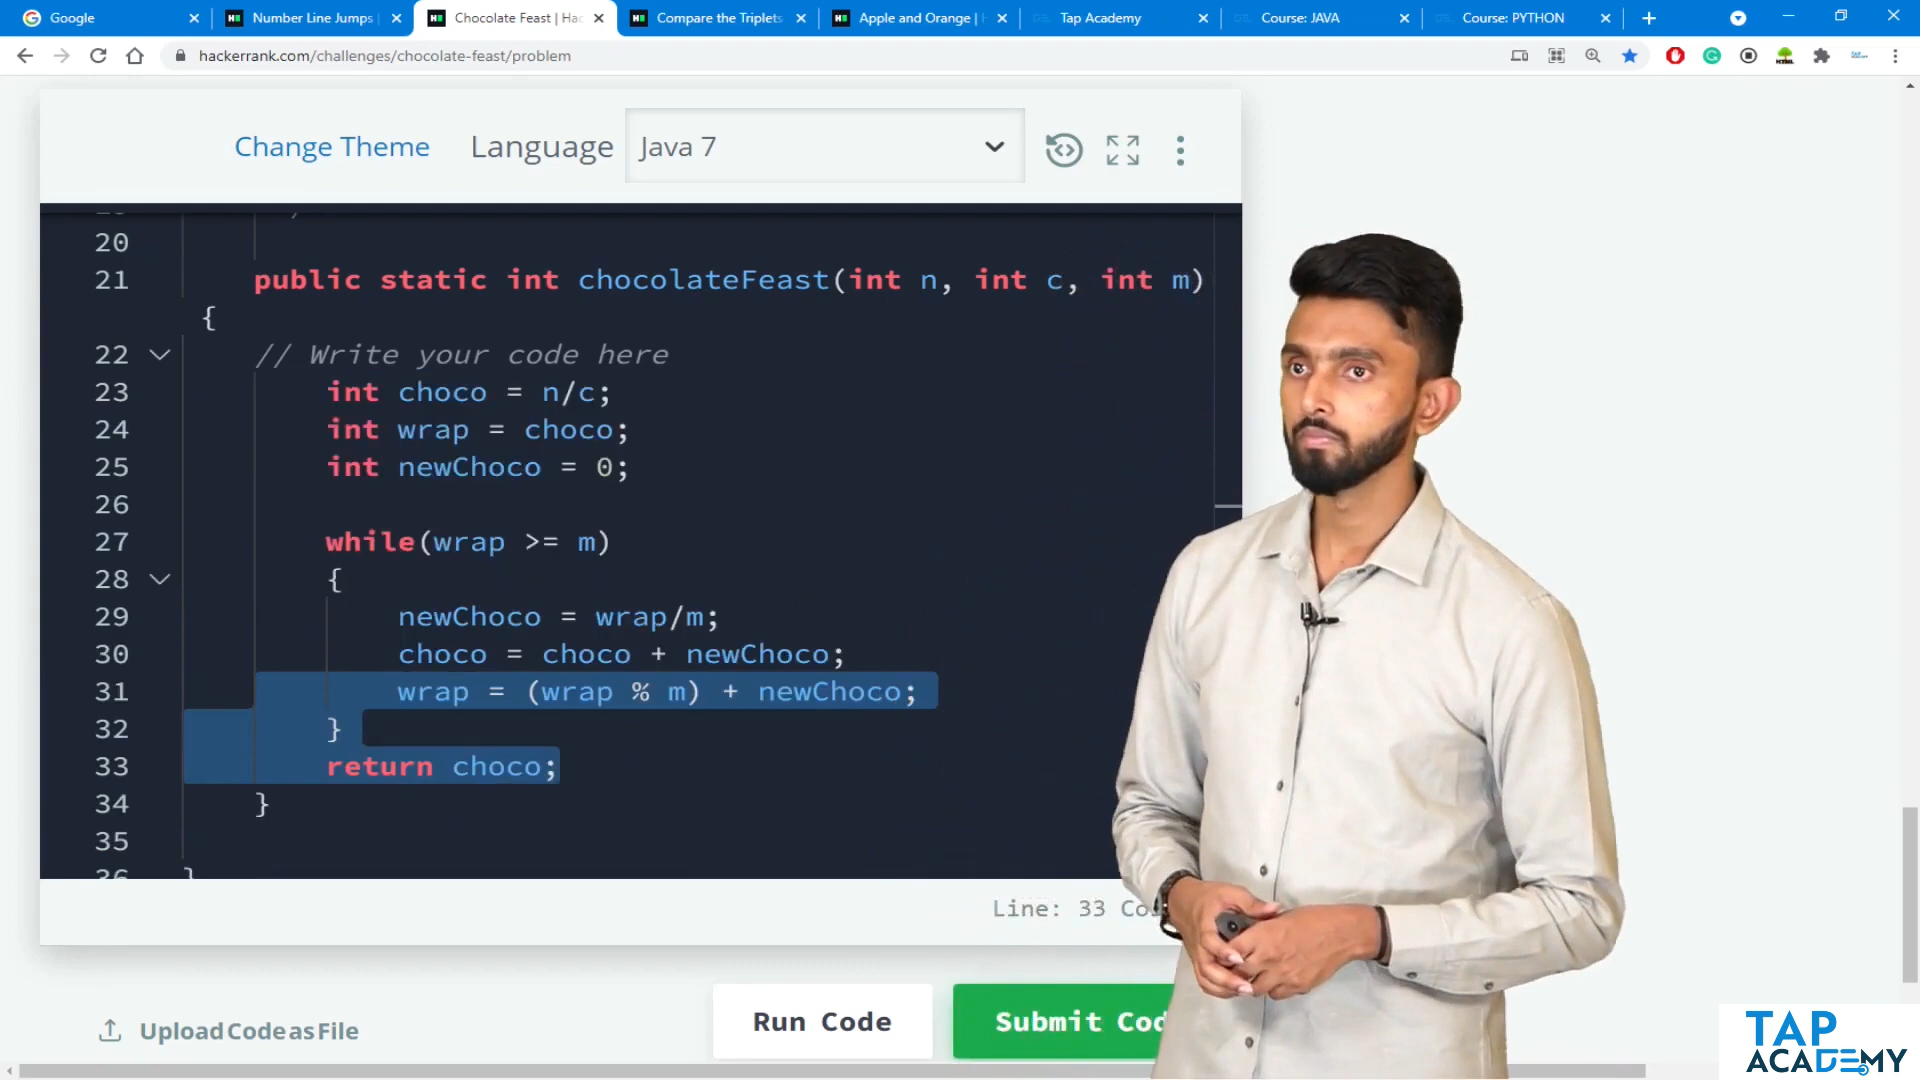 Google
Number Line Jumps
Chocolate Feast | Hac
Compare the Triplets
Apple and Orange |
Tap Academy
Course: JAVA
Course: PYTHON
hackerrank.com/challenges/chocolate-feast/problem
Change Theme
Language
Java 7
20
21 public static int chocolateFeast(int n, int c, int m)
{
22 // Write your code here
23 int choco = n/c;
24 int wrap = choco;
25 int newChoco = 0;
26
27 while(wrap >= m)
28 {
29 newChoco = wrap/m;
30 choco = choco + newChoco;
31 wrap = (wrap % m) + newChoco;
32 }
33 return choco;
34 }
35
36 }
Line: 33 Co
Upload Code as File
Run Code
Submit Cod
TAP
ACADEMY